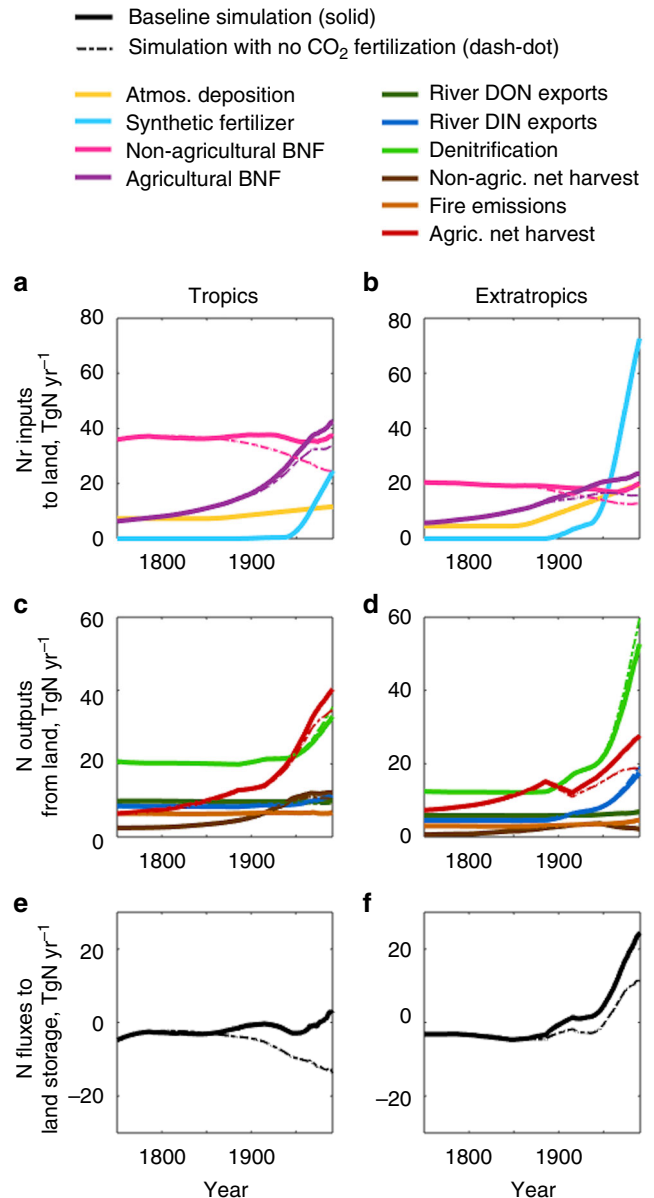 Baseline simulation (solid)
Simulation with no CO2 fertilization (dash-dot)
Atmos. deposition
Synthetic fertilizer
Non-agricultural BNF
Agricultural BNF
River DON exports
River DIN exports
Denitrification
Non-agric. net harvest
Fire emissions
Agric. net harvest
a
Tropics
Nr inputs
to land, TgN yr−1
80
60
40
20
0
1800 1900
b
Extratropics
80
60
40
20
0
1800 1900
c
N outputs
from land, TgN yr−1
60
40
20
0
1800 1900
d
60
40
20
0
1800 1900
e
N fluxes to
land storage, TgN yr−1
20
0
−20
1800 1900
Year
f
20
0
−20
1800 1900
Year